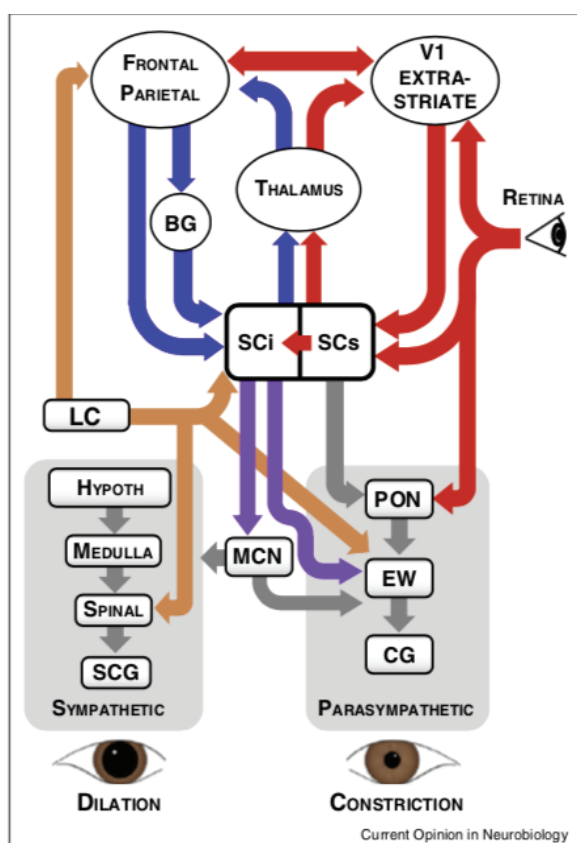 FRONTAL
PARIETAL
V1
EXTRA-
STRIATE
THALAMUS
RETINA
BG
SCi
SCs
LC
HYPOTH
PON
MEDULLA
MCN
EW
SPINAL
SCG
CG
SYMPATHETIC
PARASYMPATHETIC
DILATION
CONSTRICTION
Current Opinion in Neurobiology